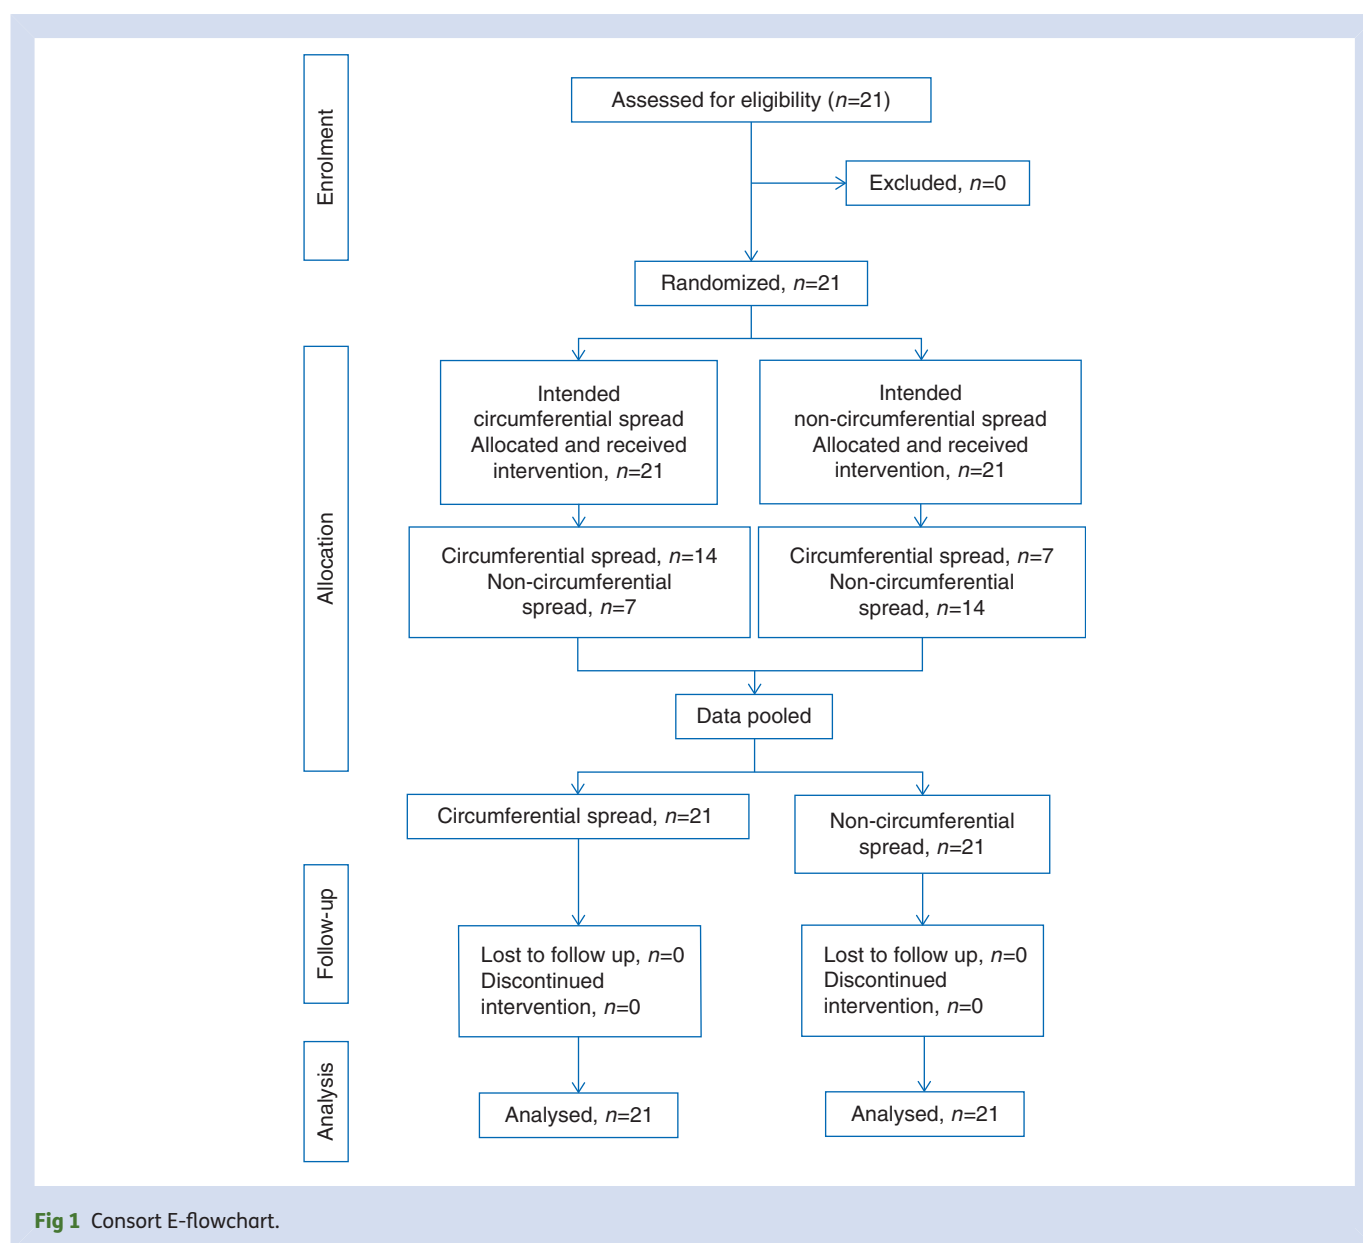 Enrolment
Assessed for eligibility (n=21)
Excluded, n=0
Randomized, n=21
Allocation
Intended
circumferential spread
Allocated and received
intervention, n=21
Intended
non-circumferential spread
Allocated and received
intervention, n=21
Circumferential spread, n=14
Non-circumferential
spread, n=7
Circumferential spread, n=7
Non-circumferential
spread, n=14
Data pooled
Circumferential spread, n=21
Non-circumferential
spread, n=21
Follow-up
Lost to follow up, n=0
Discontinued
intervention, n=0
Lost to follow up, n=0
Discontinued
intervention, n=0
Analysis
Analysed, n=21
Analysed, n=21
Fig 1 Consort E-flowchart.